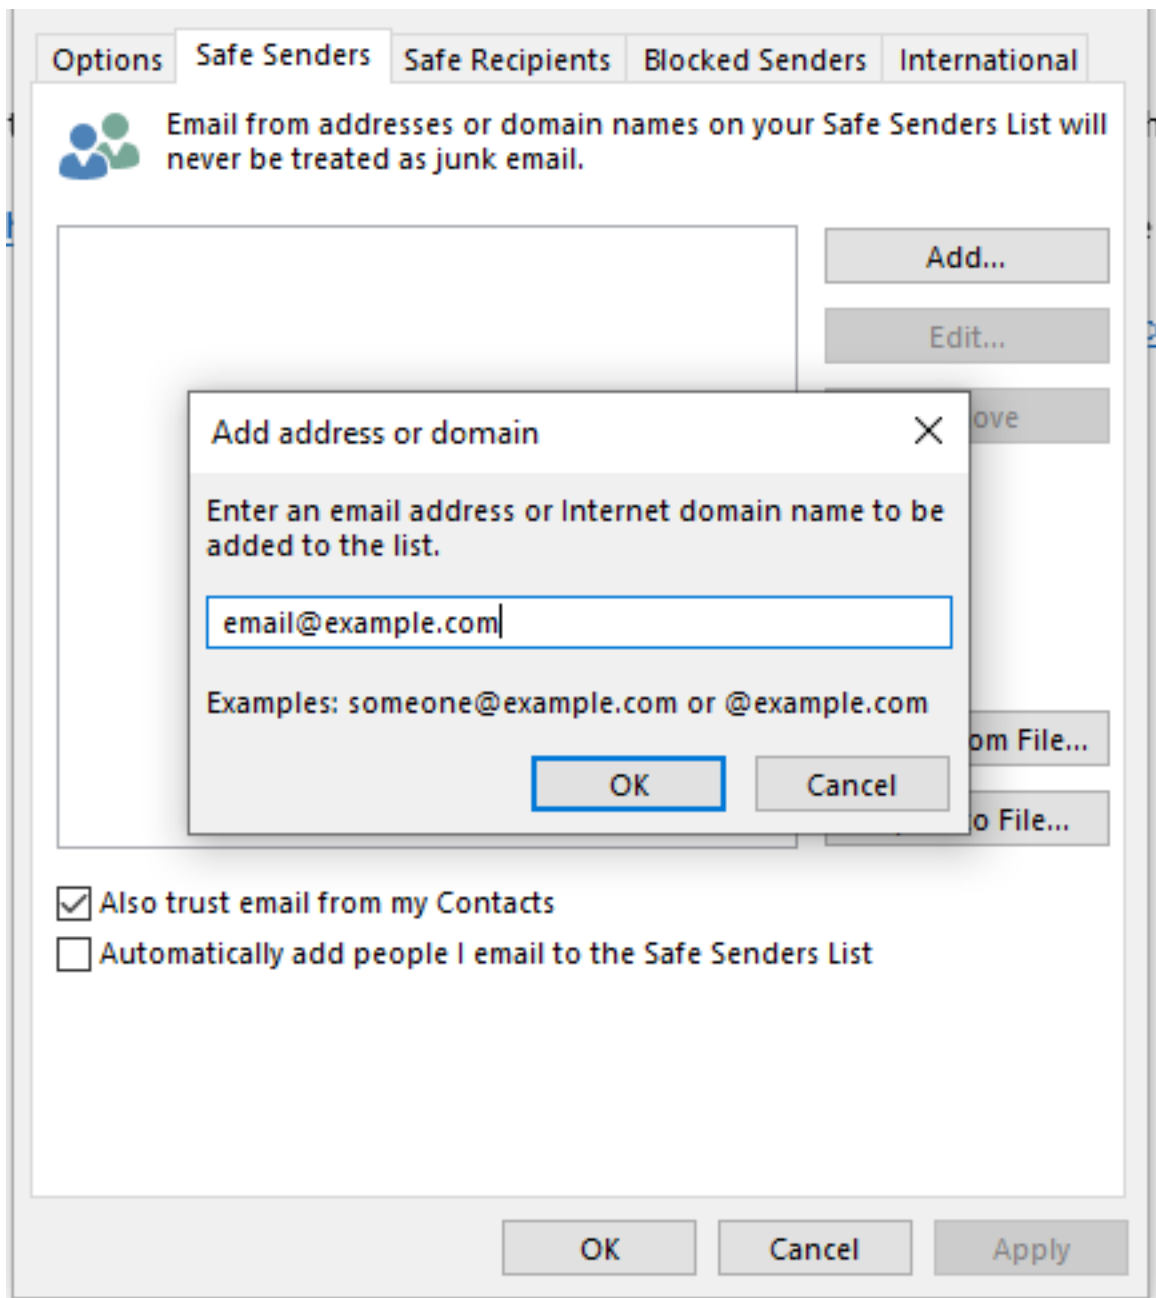 Options Safe Senders Safe Recipients Blocked Senders International
Email from addresses or domain names on your Safe Senders List will
never be treated as junk email.
Add...
Edit...
Add address or domain
Enter an email address or Internet domain name to be
added to the list.
email@example.com
Examples: someone@example.com or @example.com
OK Cancel
File...
File...
Also trust email from my Contacts
Automatically add people I email to the Safe Senders List
OK Cancel Apply